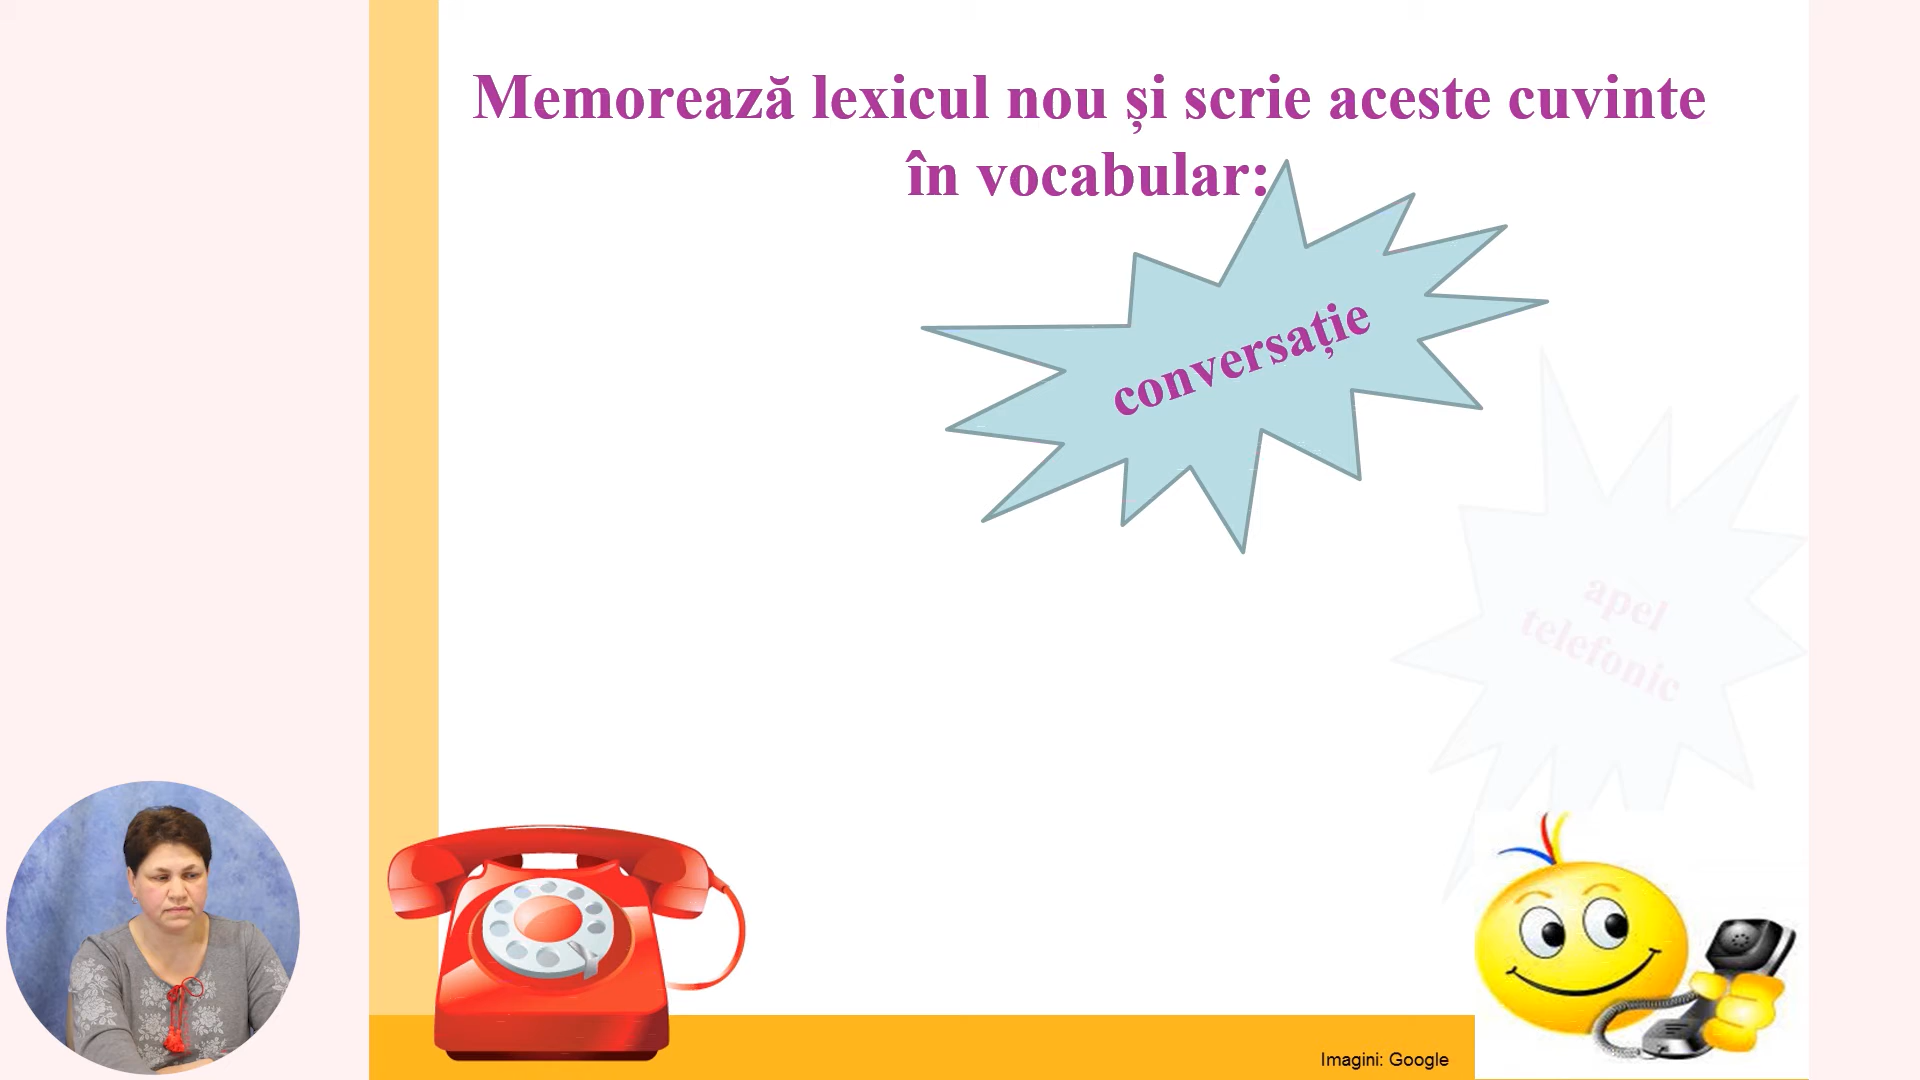 Memorează lexicul nou și scrie aceste cuvinte
în vocabular:
conversație
apel
telefonic
Imagini: Google